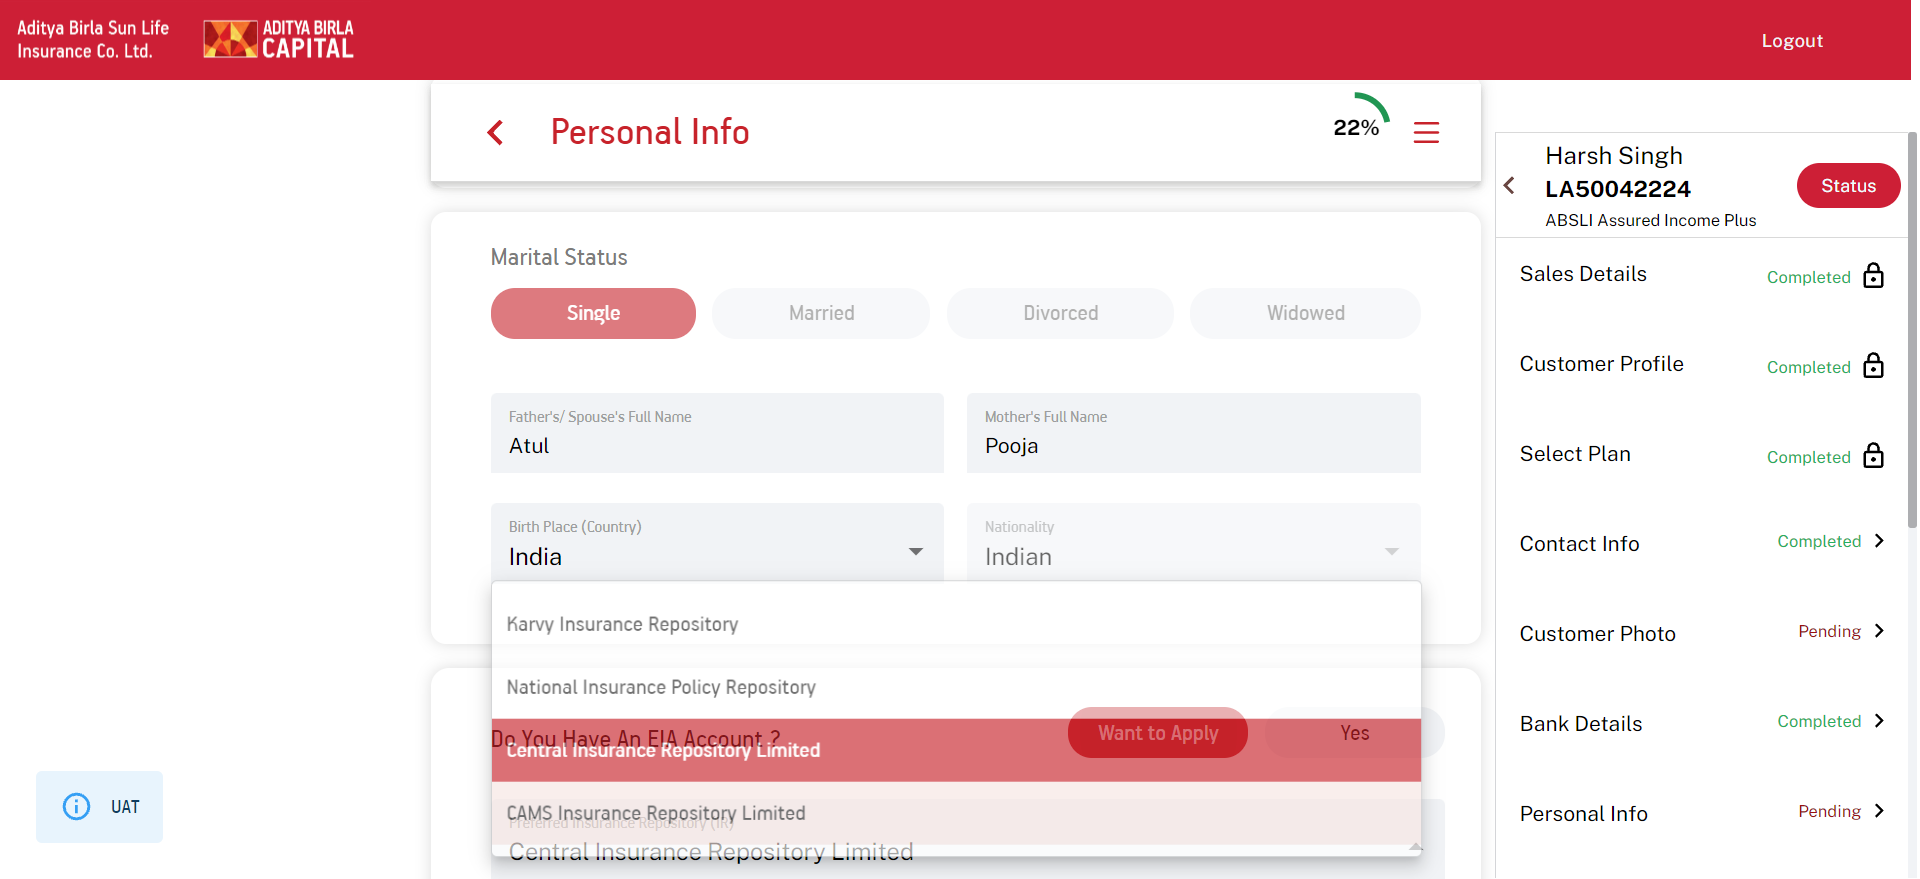 Aditya Birla Sun Life
Insurance Co. Ltd.
ADITYA BIRLA
CAPITAL
Logout
Personal Info
22%
Marital Status
Single
Married
Divorced
Widowed
Father's/ Spouse's Full Name
Atul
Mother's Full Name
Pooja
Birth Place (Country)
India
Nationality
Indian
Karvy Insurance Repository
National Insurance Policy Repository
Do You Have An EIA Account ?
Want to Apply
Yes
Central Insurance Repository Limited
CAMS Insurance Repository Limited
Preferred Insurance Repository (IR)
Central Insurance Repository Limited
UAT
Harsh Singh
LA50042224
ABSLI Assured Income Plus
Status
Sales Details
Completed
Customer Profile
Completed
Select Plan
Completed
Contact Info
Completed
Customer Photo
Pending
Bank Details
Completed
Personal Info
Pending